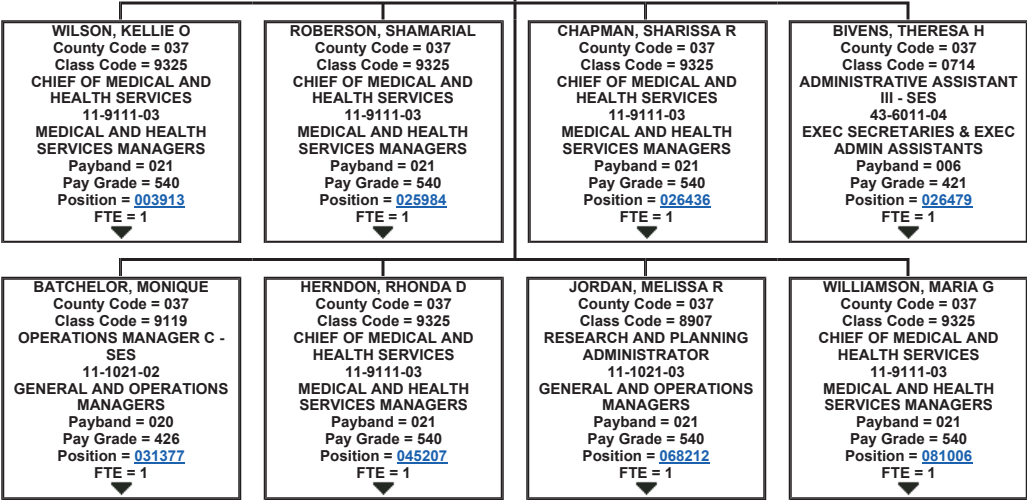 WILSON, KELLIE O
County Code = 037
Class Code = 9325
CHIEF OF MEDICAL AND
HEALTH SERVICES
11-9111-03
MEDICAL AND HEALTH
SERVICES MANAGERS
Payband = 021
Pay Grade = 540
Position = 003913
FTE = 1
ROBERSON, SHAMARIAL
County Code = 037
Class Code = 9325
CHIEF OF MEDICAL AND
HEALTH SERVICES
11-9111-03
MEDICAL AND HEALTH
SERVICES MANAGERS
Payband = 021
Pay Grade = 540
Position = 025984
FTE = 1
CHAPMAN, SHARISSA R
County Code = 037
Class Code = 9325
CHIEF OF MEDICAL AND
HEALTH SERVICES
11-9111-03
MEDICAL AND HEALTH
SERVICES MANAGERS
Payband = 021
Pay Grade = 540
Position = 026436
FTE = 1
BIVENS, THERESA H
County Code = 037
Class Code = 0714
ADMINISTRATIVE ASSISTANT
III - SES
43-6011-04
EXEC SECRETARIES & EXEC
ADMIN ASSISTANTS
Payband = 006
Pay Grade = 421
Position = 026479
FTE = 1
BATCHELOR, MONIQUE
County Code = 037
Class Code = 9119
OPERATIONS MANAGER C -
SES
11-1021-02
GENERAL AND OPERATIONS
MANAGERS
Payband = 020
Pay Grade = 426
Position = 031377
FTE = 1
HERNDON, RHONDA D
County Code = 037
Class Code = 9325
CHIEF OF MEDICAL AND
HEALTH SERVICES
11-9111-03
MEDICAL AND HEALTH
SERVICES MANAGERS
Payband = 021
Pay Grade = 540
Position = 045207
FTE = 1
JORDAN, MELISSA R
County Code = 037
Class Code = 8907
RESEARCH AND PLANNING
ADMINISTRATOR
11-1021-03
GENERAL AND OPERATIONS
MANAGERS
Payband = 021
Pay Grade = 540
Position = 068212
FTE = 1
WILLIAMSON, MARIA G
County Code = 037
Class Code = 9325
CHIEF OF MEDICAL AND
HEALTH SERVICES
11-9111-03
MEDICAL AND HEALTH
SERVICES MANAGERS
Payband = 021
Pay Grade = 540
Position = 081006
FTE = 1